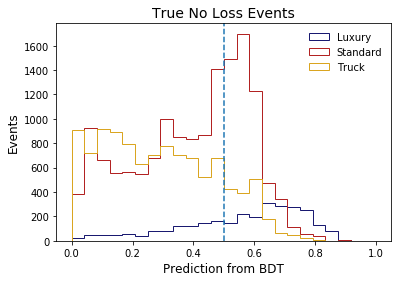 True No Loss Events
Luxury
Standard
Truck
Events
1600
1400
1200
1000
800
600
400
200
0
0.0 0.2 0.4 0.6 0.8 1.0
Prediction from BDT